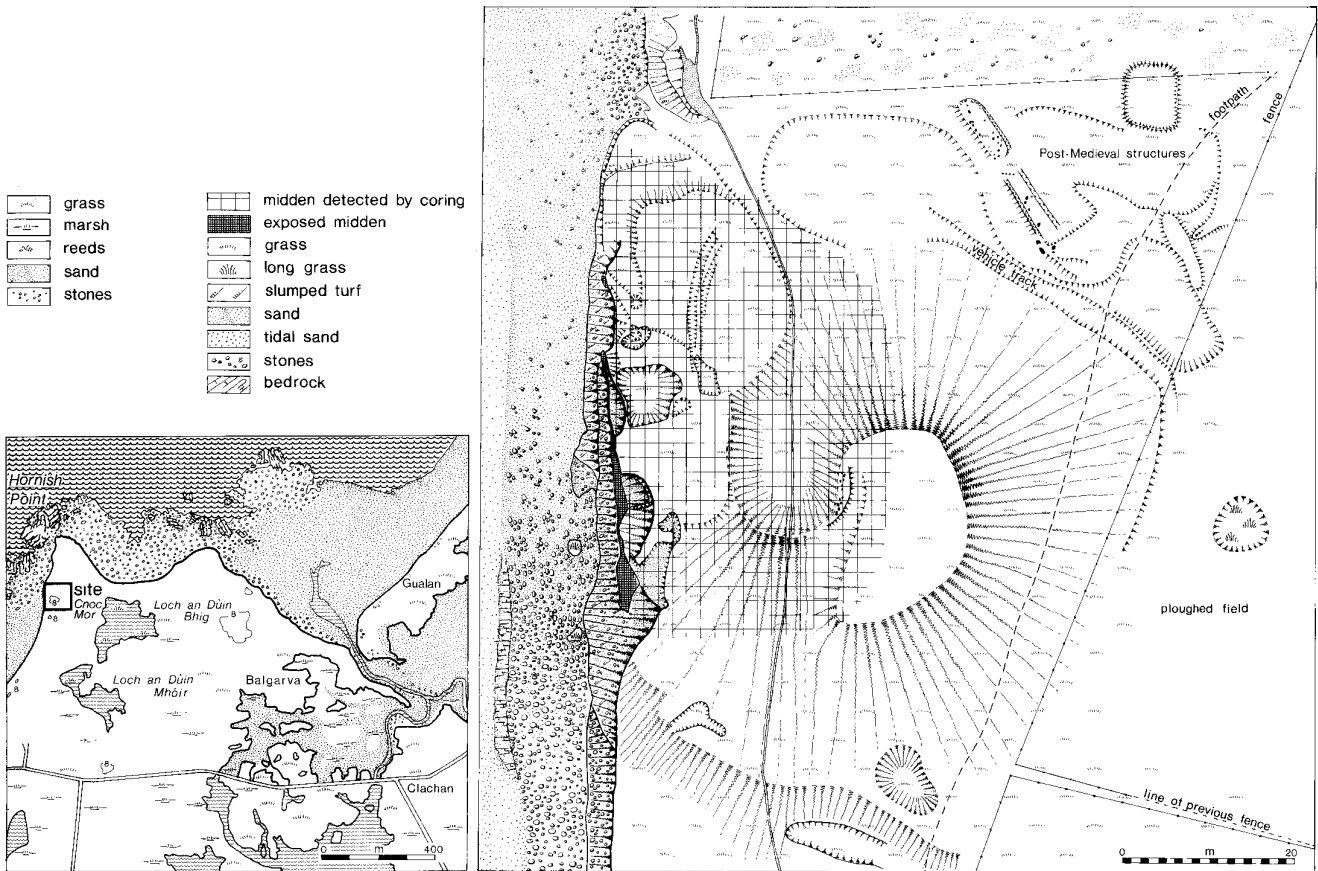 grass
marsh
reeds
sand
stones
midden detected by coring
exposed midden
grass
long grass
slumped turf
sand
tidal sand
stones
bedrock
Hornish
Point
site
Cnoc
Mor
Loch an Dùin
Bhig
Gualan
Loch an Dùin
Mhóir
Balgarva
Clachan
0 m 400
footpath
fence
Post-Medieval structures
vehicle track
ploughed field
line of previous fence
0 m 20